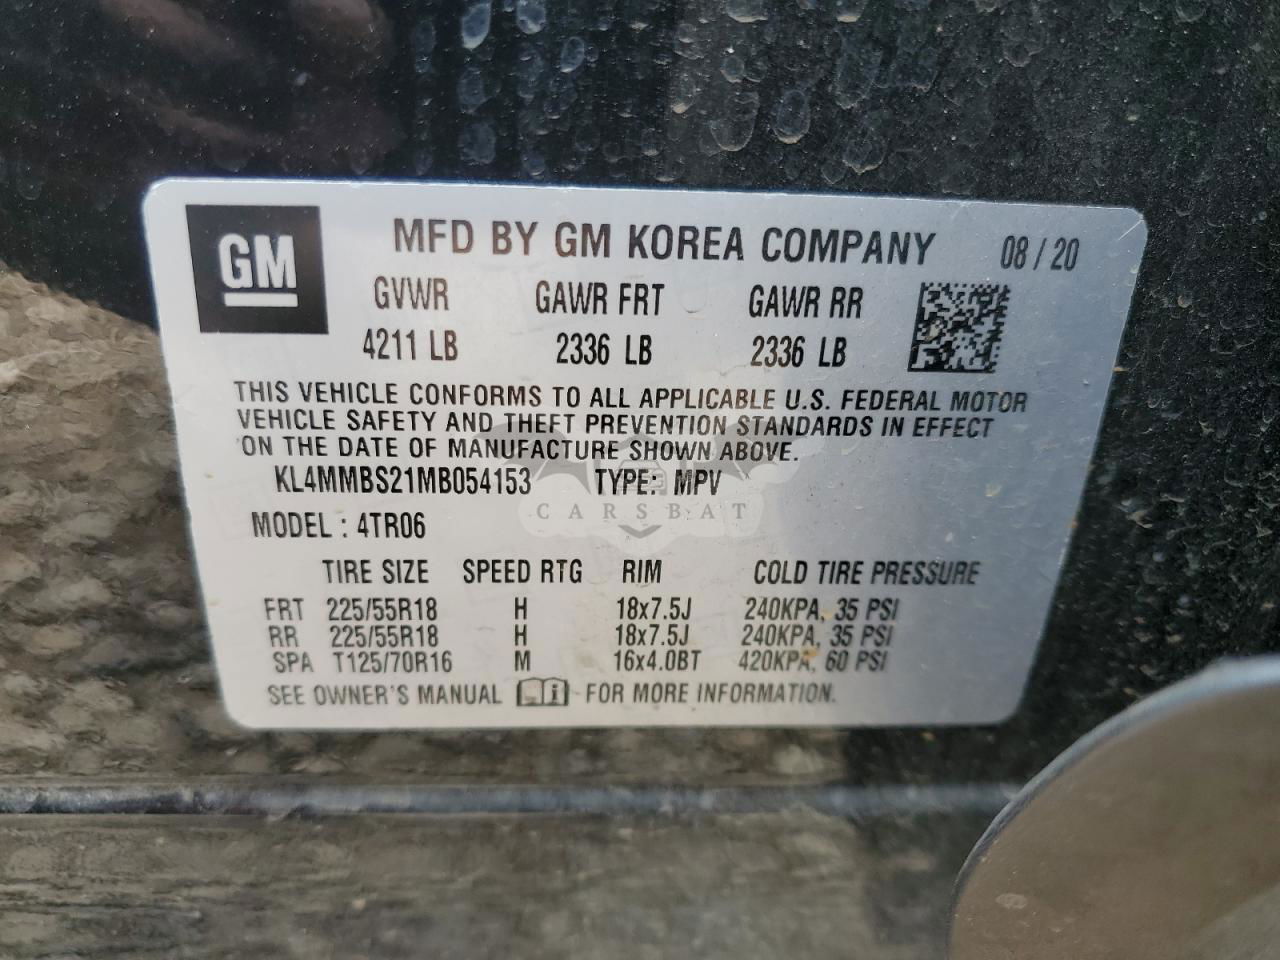 GM
MFD BY GM KOREA COMPANY 08 / 20
GVWR GAWR FRT GAWR RR
4211 LB 2336 LB 2336 LB
THIS VEHICLE CONFORMS TO ALL APPLICABLE U.S. FEDERAL MOTOR
VEHICLE SAFETY AND THEFT PREVENTION STANDARDS IN EFFECT
ON THE DATE OF MANUFACTURE SHOWN ABOVE.
KL4MMBS21MB054153 TYPE: MPV
CARSBAT
MODEL : 4TR06
TIRE SIZE SPEED RTG RIM COLD TIRE PRESSURE
FRT 225/55R18 H 18x7.5J 240KPA, 35 PSI
RR 225/55R18 H 18x7.5J 240KPA, 35 PSI
SPA T125/70R16 M 16x4.0BT 420KPA, 60 PSI
SEE OWNER'S MANUAL i FOR MORE INFORMATION.